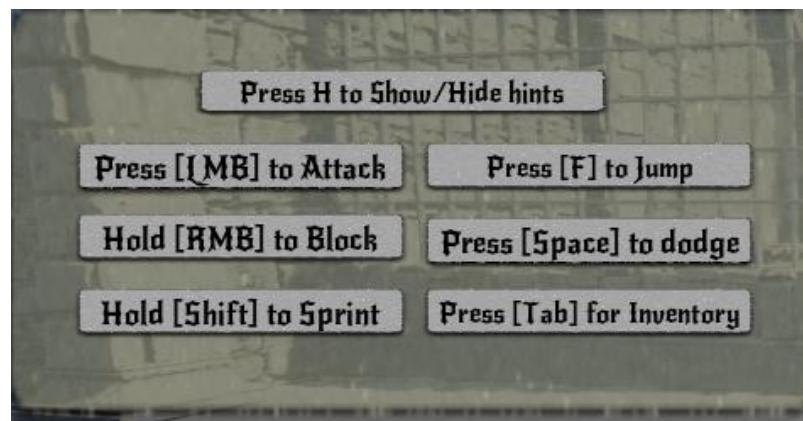 Press H to Show/Hide hints
Press [LMB] to Attack
Press [F] to Jump
Hold [RMB] to Block
Press [Space] to dodge
Hold [Shift] to Sprint
Press [Tab] for Inventory